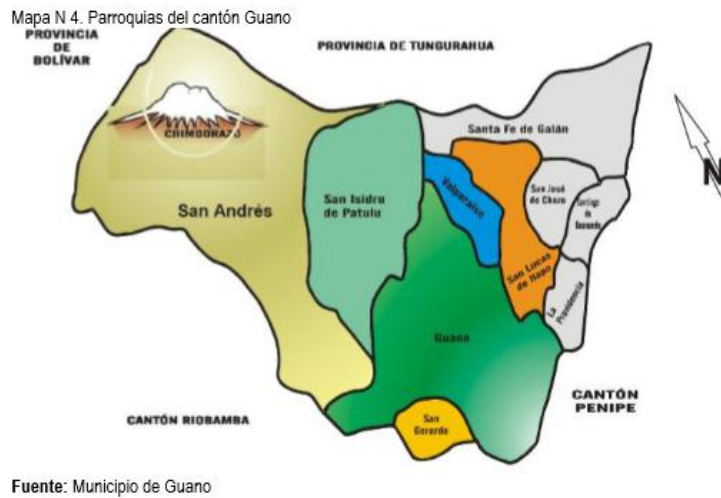 Mapa N 4. Parroquias del cantón Guano
PROVINCIA
DE
BOLÍVAR
PROVINCIA DE TUNGURAHUA
CHIMBORAZO
Santa Fe de Galán
San José
de Chazo
San Isidro
de Patulu
Valparaiso
San Andrés
N
San Lucas
de Ilapo
La
Providencia
Guano
CANTÓN
PENIPE
CANTÓN RIOBAMBA
San
Gerardo
Fuente: Municipio de Guano